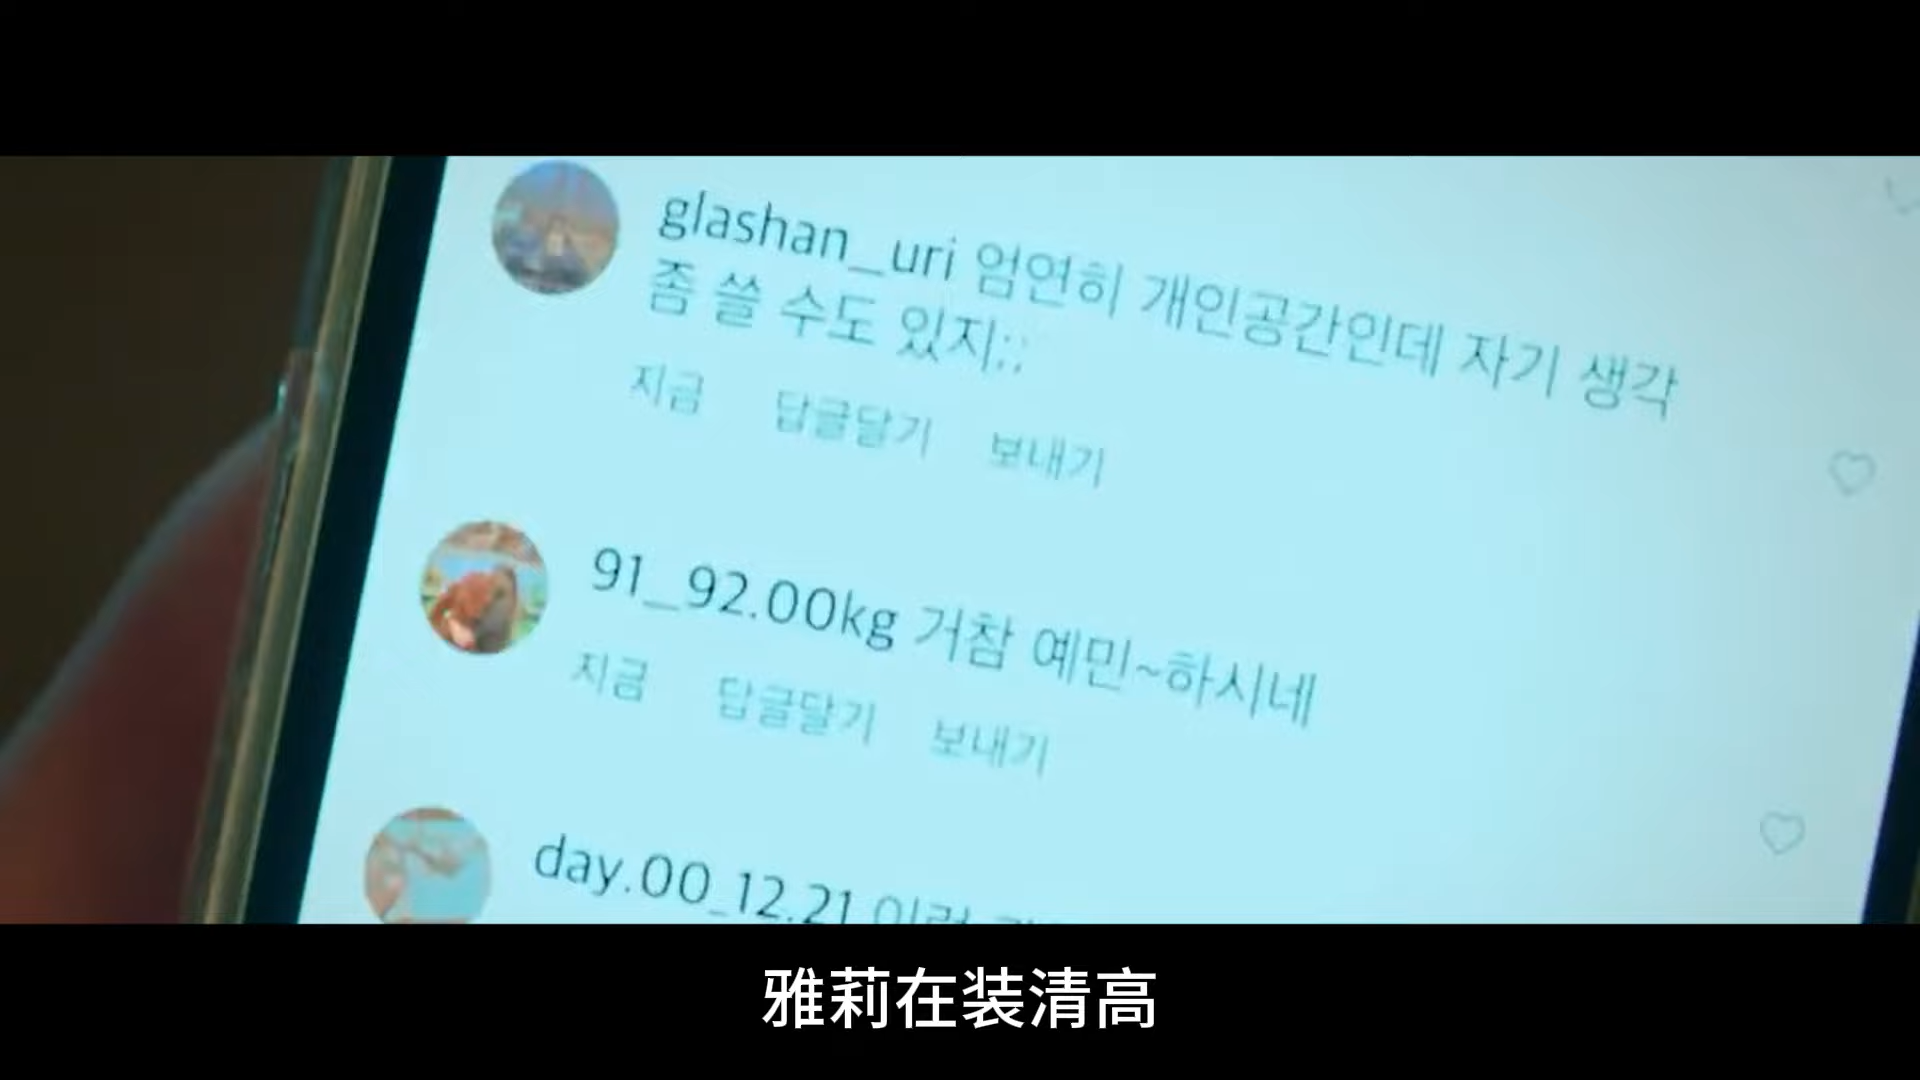 glashan_uri 엄연히 개인공간인데 자기 생각
좀 쓸 수도 있지;;
지금 답글달기 보내기
91_92.00kg 거참 예민~하시네
지금 답글달기 보내기
day.00_12.21 이런
雅莉在装清高